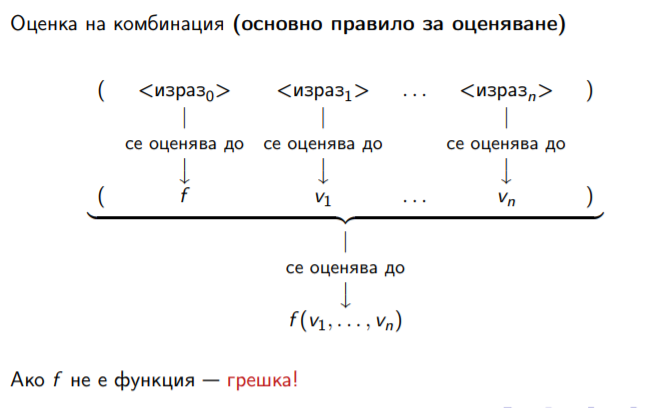 Оценка на комбинация (основно правило за оценяване)
( <израз₀> <израз₁> ... <изразₙ> )
се оценява до се оценява до се оценява до
( f v₁ ... vₙ )
се оценява до
f(v₁, ..., vₙ)
Ако f не е функция — грешка!